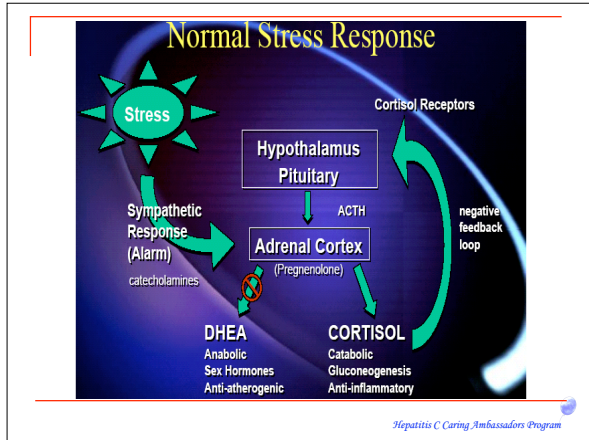 Normal Stress Response
Stress
Cortisol Receptors
Hypothalamus
Pituitary
ACTH
negative
feedback
loop
Sympathetic
Response
(Alarm)
catecholamines
Adrenal Cortex
(Pregnenolone)
DHEA
Anabolic
Sex Hormones
Anti-atherogenic
CORTISOL
Catabolic
Gluconeogenesis
Anti-inflammatory
Hepatitis C Caring Ambassadors Program